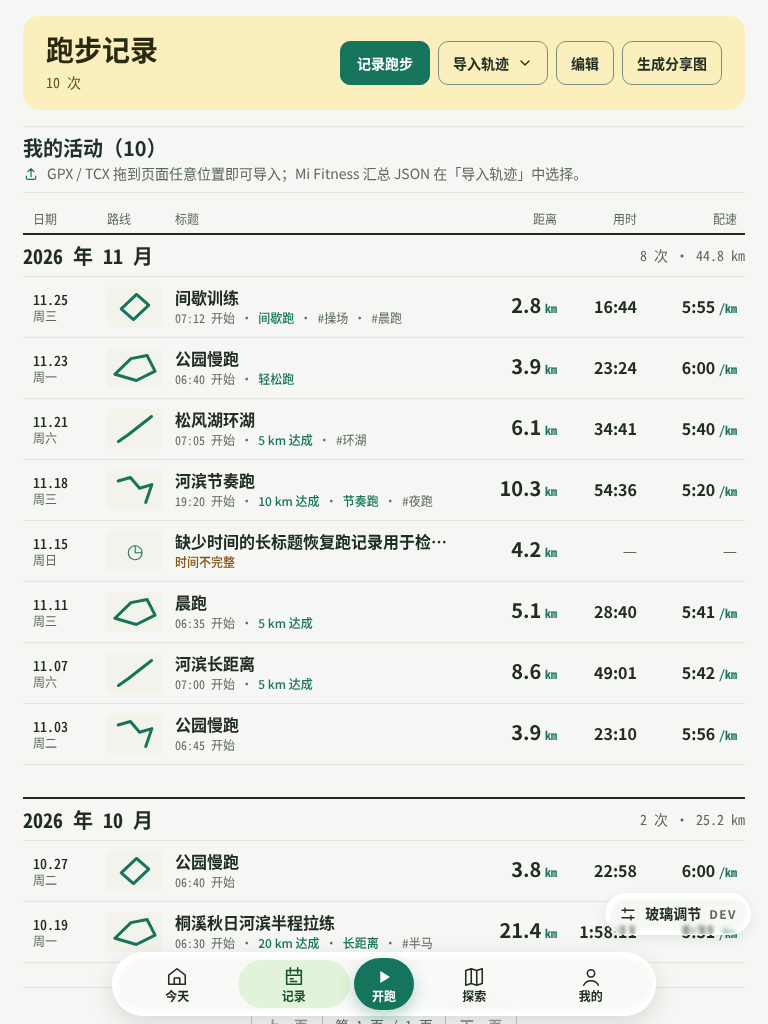 跑步记录
10 次
记录跑步
导入轨迹
编辑
生成分享图
我的活动（10）
GPX / TCX 拖到页面任意位置即可导入；Mi Fitness 汇总 JSON 在「导入轨迹」中选择。
日期 路线 标题 距离 用时 配速
2026 年 11 月 8 次 · 44.8 km
11.25 间歇训练 2.8 km 16:44 5:55 /km
周三 07:12 开始 · 间歇跑 · #操场 · #晨跑
11.23 公园慢跑 3.9 km 23:24 6:00 /km
周一 06:40 开始 · 轻松跑
11.21 松风湖环湖 6.1 km 34:41 5:40 /km
周六 07:05 开始 · 5 km 达成 · #环湖
11.18 河滨节奏跑 10.3 km 54:36 5:20 /km
周三 19:20 开始 · 10 km 达成 · 节奏跑 · #夜跑
11.15 缺少时间的长标题恢复跑记录用于检… 4.2 km — —
周日 时间不完整
11.11 晨跑 5.1 km 28:40 5:41 /km
周三 06:35 开始 · 5 km 达成
11.07 河滨长距离 8.6 km 49:01 5:42 /km
周六 07:00 开始 · 5 km 达成
11.03 公园慢跑 3.9 km 23:10 5:56 /km
周二 06:45 开始
2026 年 10 月 2 次 · 25.2 km
10.27 公园慢跑 3.8 km 22:58 6:00 /km
周二 06:40 开始
玻璃调节 DEV
10.19 桐溪秋日河滨半程拉练 21.4 km
周一 06:30 开始 · 20 km 达成 · 长距离 · #半马
今天
记录
开跑
探索
我的
第 1 页 / 1 页